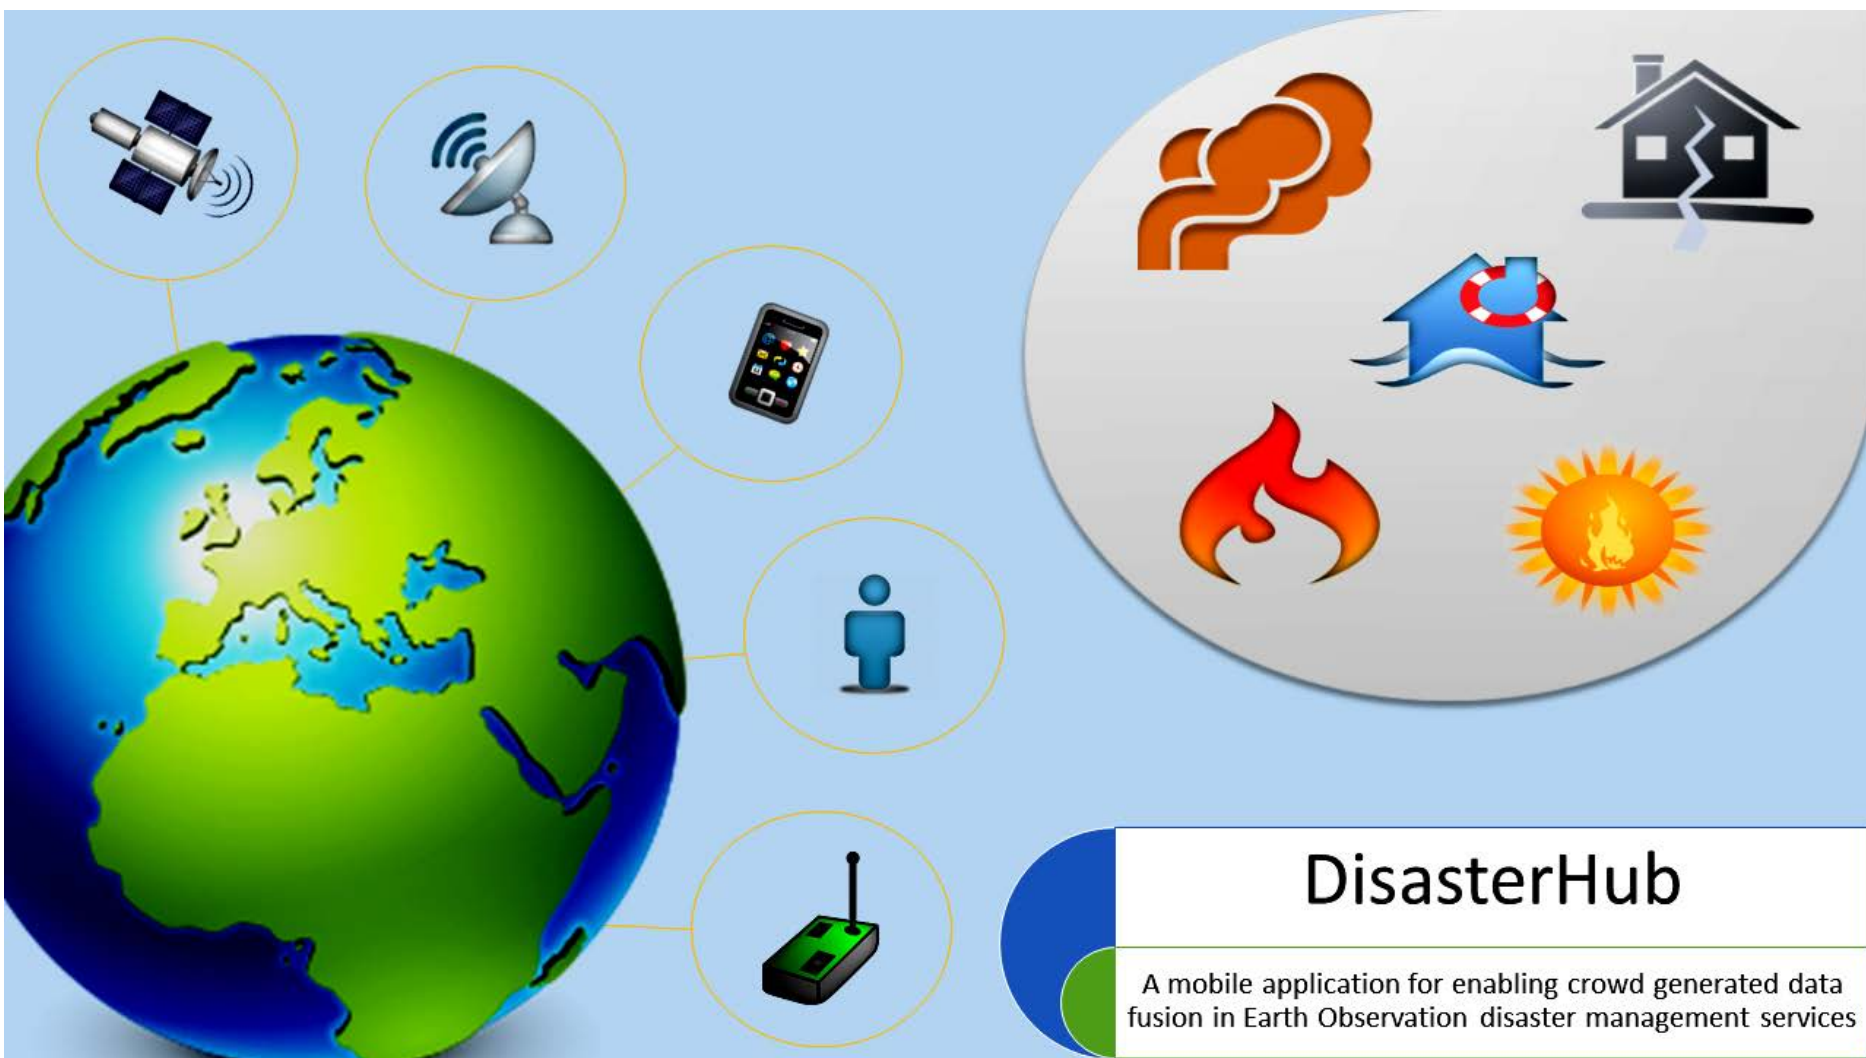 DisasterHub
A mobile application for enabling crowd generated data
fusion in Earth Observation disaster management services